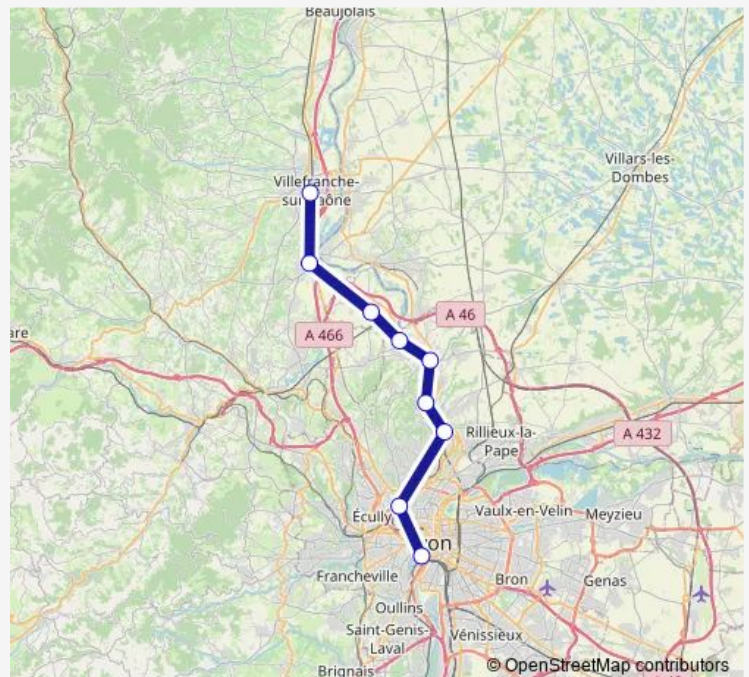 Beaujolais
Villars-les-
Dombes
Villefranche-
sur-Saône
A 46
A 466
are
Rillieux-la-
Pape
A 432
Écully
Vaulx-en-Velin
Meyzieu
Francheville
Bron
Genas
Oullins
Saint-Genis-
Laval
Vénissieux
Brignais
© OpenStreetMap contributors